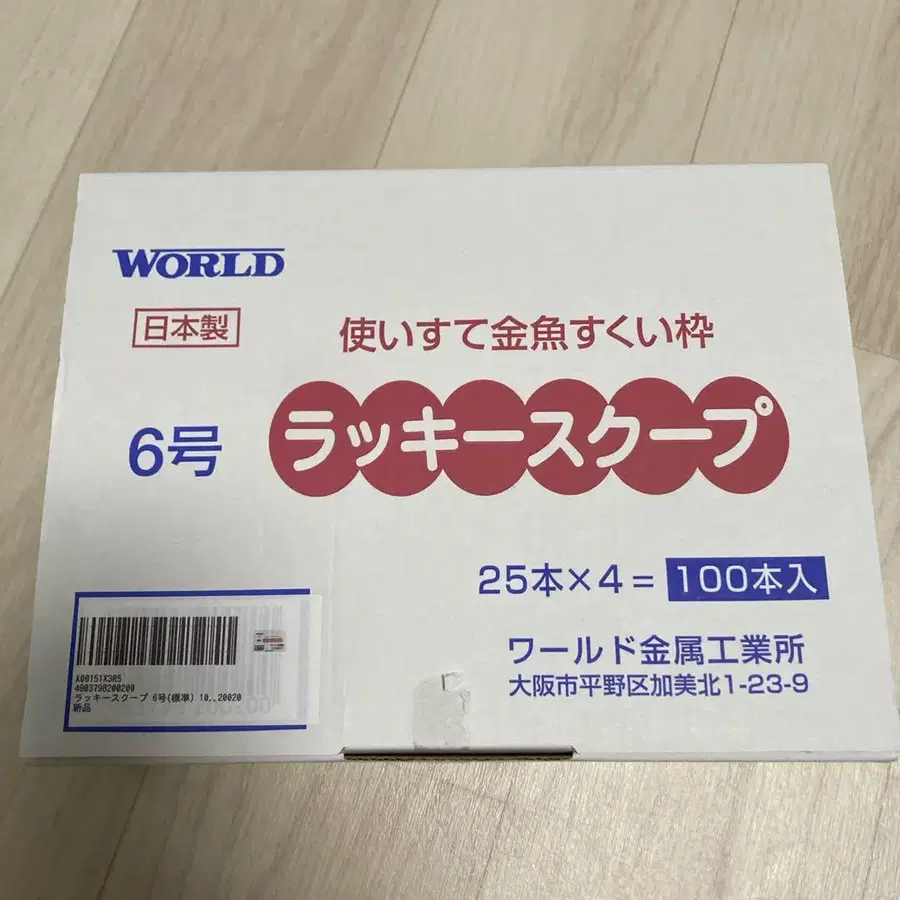 WORLD
日本製
使いすて金魚すくい枠
6号
ラッキースクープ
25本×4＝100本入
ワールド金属工業所
大阪市平野区加美北1-23-9
X00151X3R5
4903798200200
ラッキースクープ 6号(標準) 10,,20020
新品